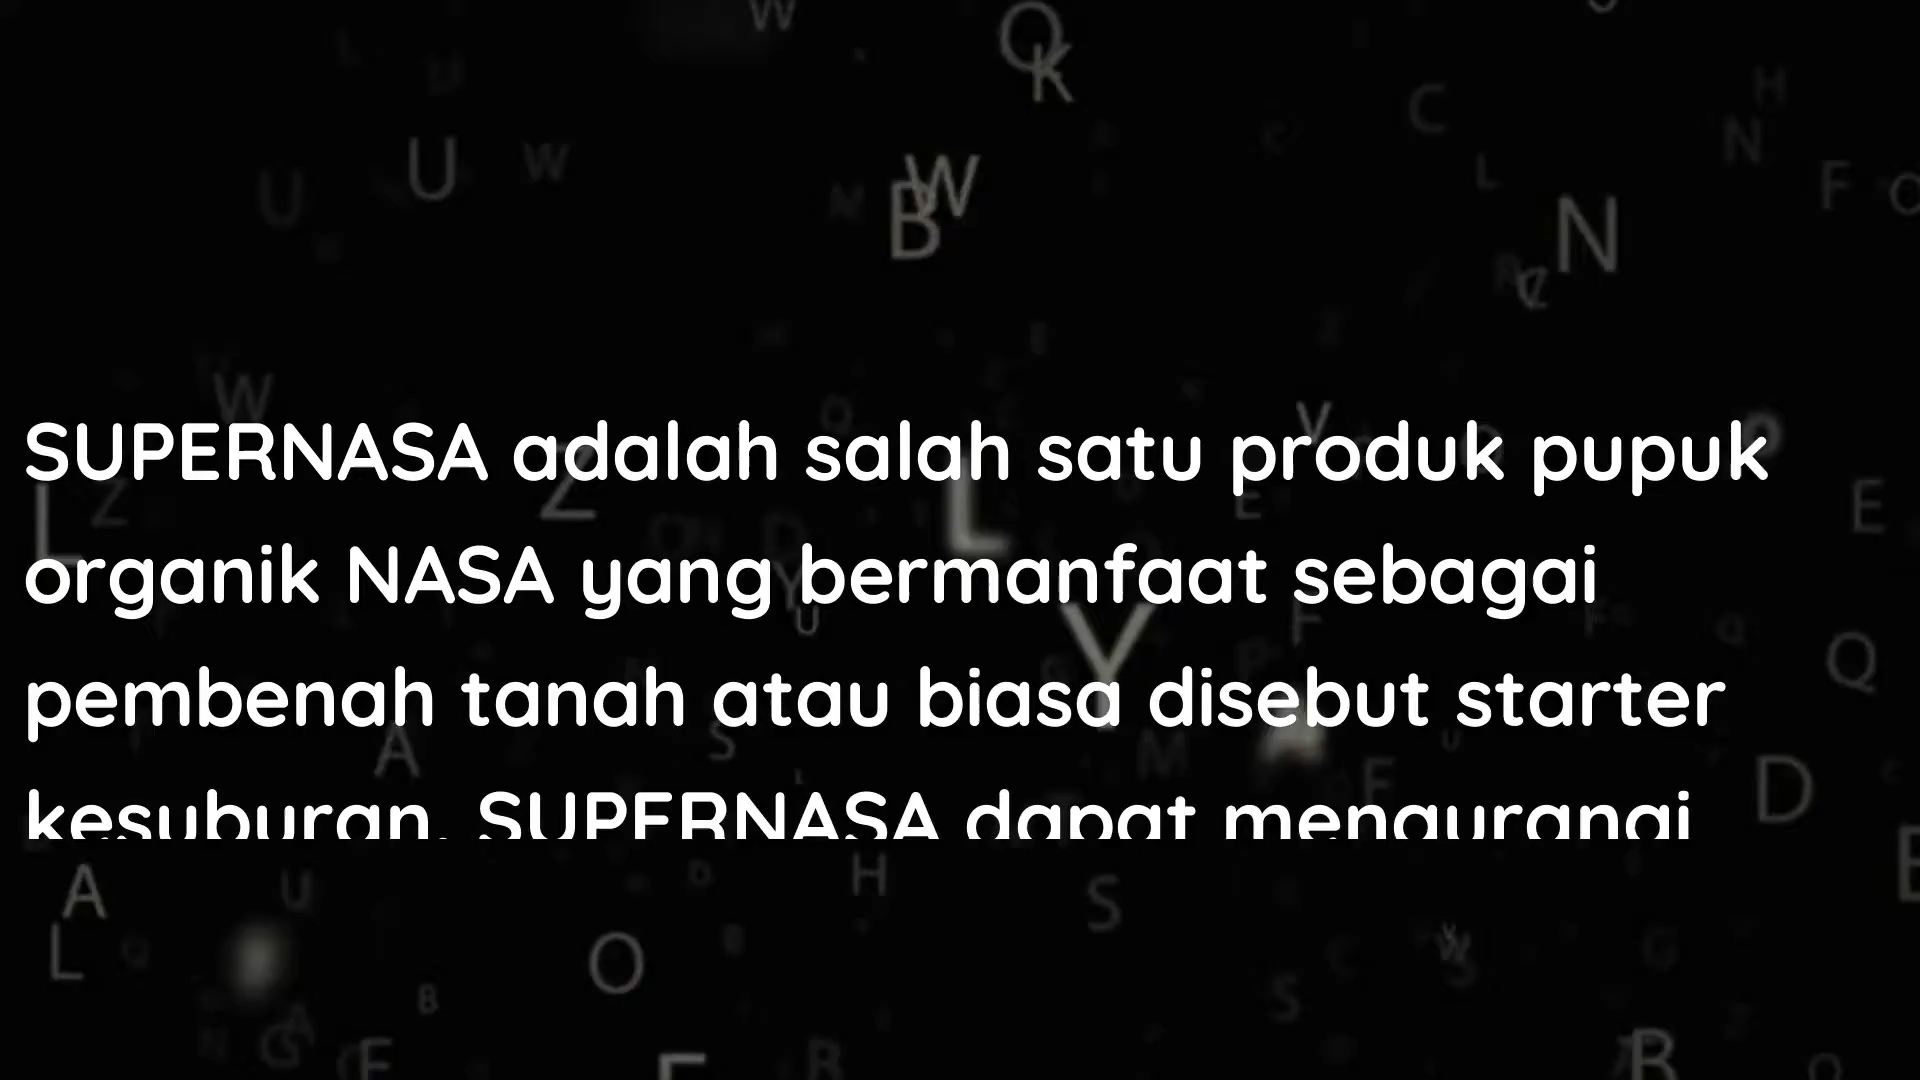 SUPERNASA adalah salah satu produk pupuk
organik NASA yang bermanfaat sebagai
pembenah tanah atau biasa disebut starter
kesuburan. SUPERNASA dapat mengurangi